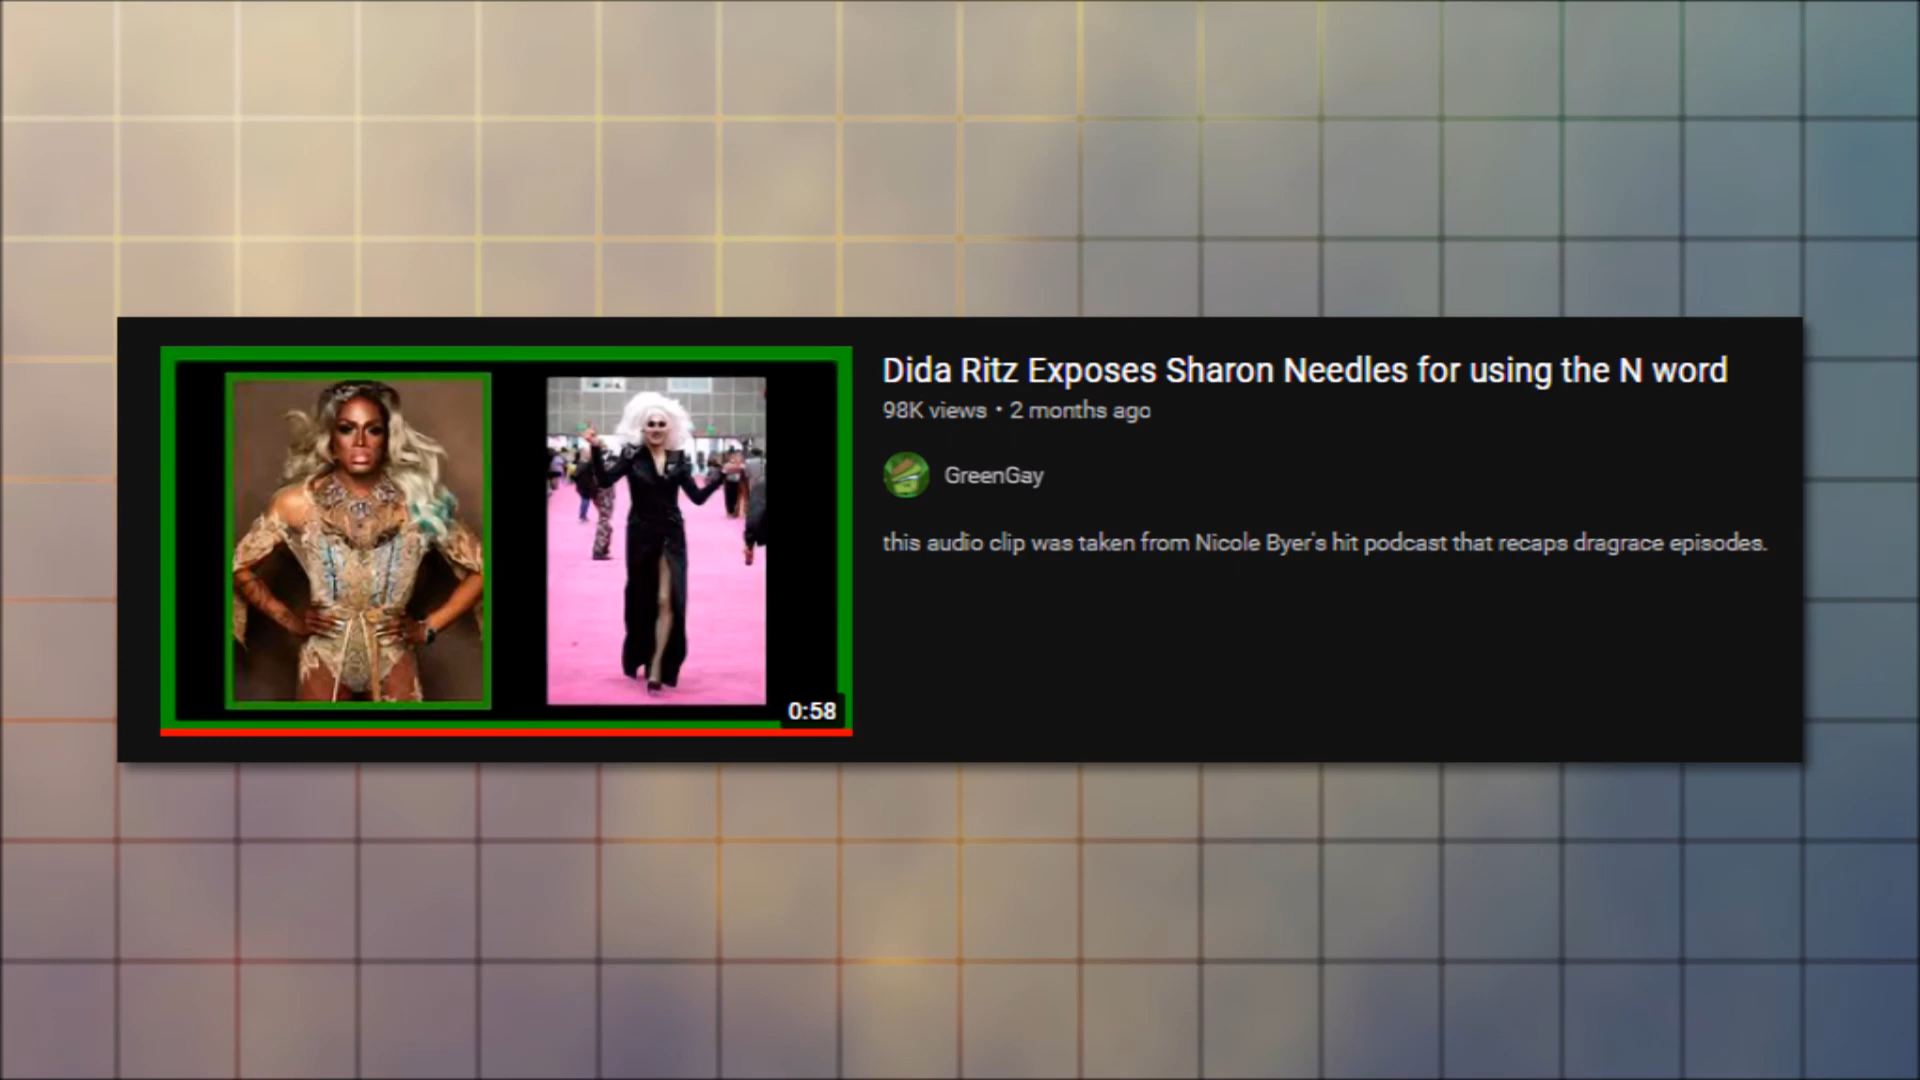 Dida Ritz Exposes Sharon Needles for using the N word
98K views • 2 months ago
GreenGay
this audio clip was taken from Nicole Byer's hit podcast that recaps dragrace episodes.
0:58